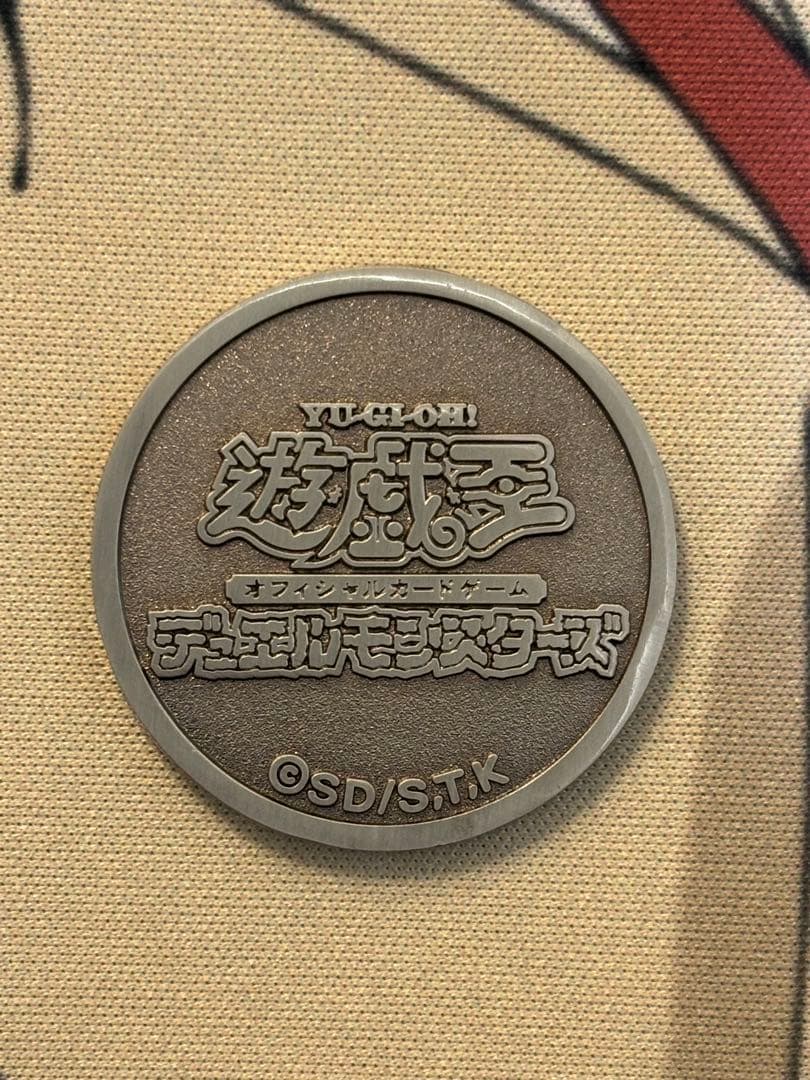 YU-GI-OH!
遊戯王
オフィシャルカードゲーム
デュエルモンスターズ
©SD/S,T,K